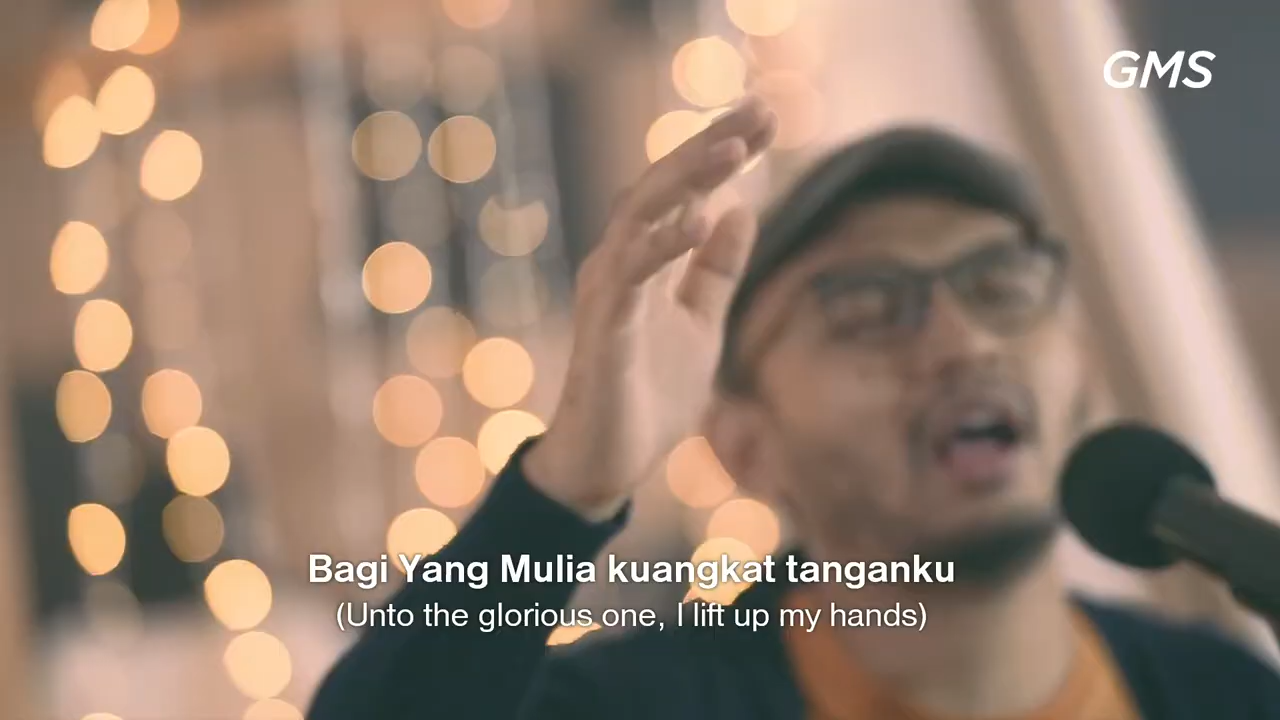 GMS
Bagi Yang Mulia kuangkat tanganku
(Unto the glorious one, I lift up my hands)